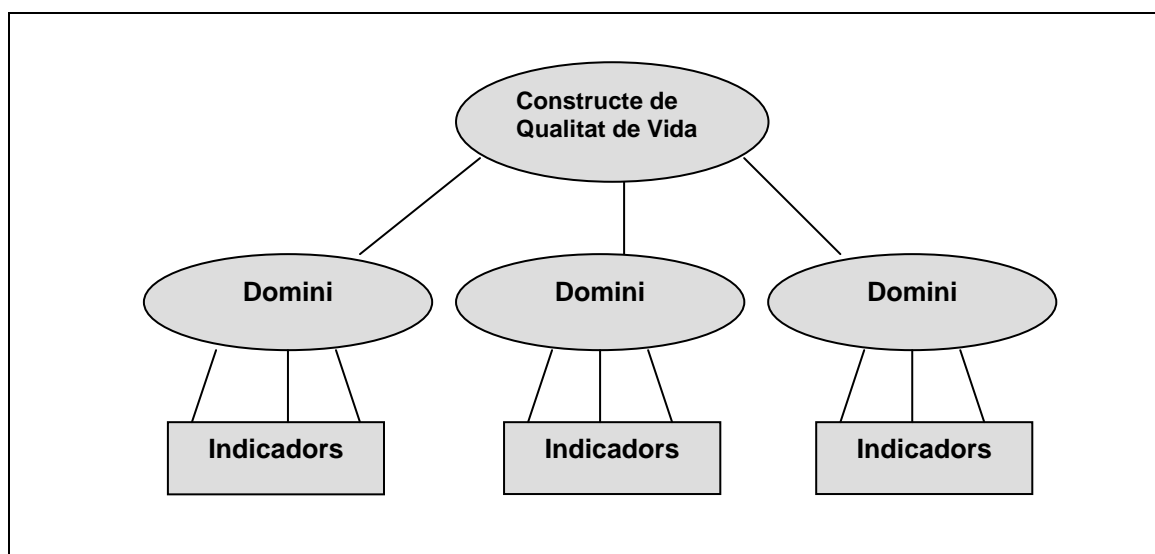 Constructe de
Qualitat de Vida
Domini
Domini
Domini
Indicadors
Indicadors
Indicadors